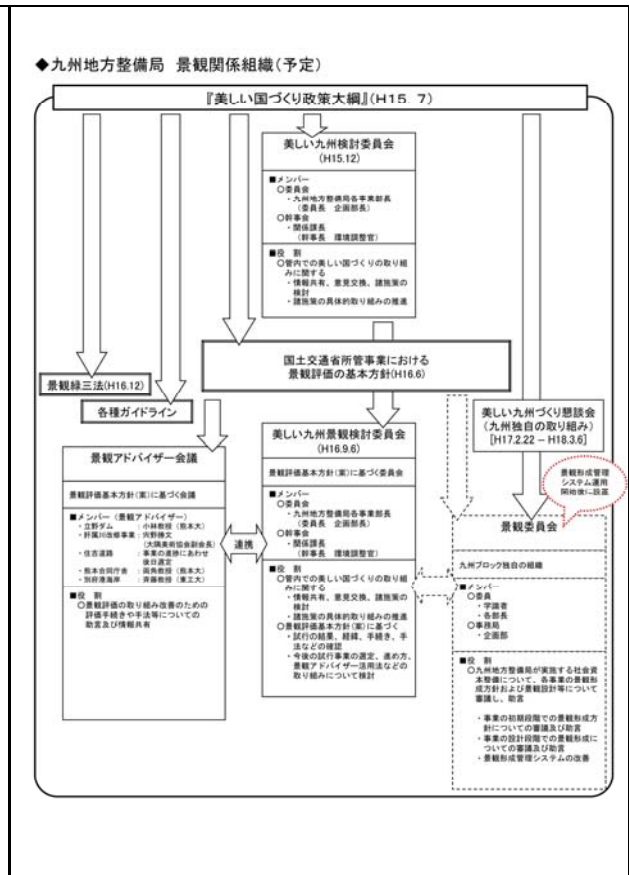 ◆九州地方整備局 景観関係組織(予定)
『美しい国づくり政策大綱』(H15.7)
美しい九州検討委員会
(H15.12)
■メンバー
○委員会
・九州地方整備局各事業部長
(委員長 企画部長)
○幹事会
・関係課長
(幹事長 環境調整官)
■役 割
○管内での美しい国づくりの取り組
みに関する
・情報共有、意見交換、諸施策の
検討
・諸施策の具体的取り組みの推進
国土交通省所管事業における
景観評価の基本方針(H16.6)
景観緑三法(H16.12)
各種ガイドライン
美しい九州づくり懇談会
(九州独自の取り組み)
[H17.2.22 – H18.3.6]
景観アドバイザー会議
景観評価基本方針(案)に基づく会議
■メンバー(景観アドバイザー)
・立野ダム :小林教授(熊本大)
・肝属川改修事業:宍野勝文
(大隅美術協会副会長)
・住吉道路 :事業の進捗にあわせ
後日選定
・熊本合同庁舎 :両角教授(熊本大)
・別府港海岸 :斉藤教授(東工大)
■役 割
○景観評価の取り組み改善のための
評価手続きや手法等についての
助言及び情報共有
連携
美しい九州景観検討委員会
(H16.9.6)
景観評価基本方針(案)に基づく委員会
■メンバー
○委員会
・九州地方整備局各事業部長
(委員長 企画部長)
○幹事会
・関係課長
(幹事長 環境調整官)
■役 割
○管内での美しい国づくりの取り組
みに関する
・情報共有、意見交換、諸施策の検討
・諸施策の具体的取り組みの推進
○景観評価基本方針(案)に基づく
・試行の結果、経緯、手続き、手
法などの確認
・今後の試行事業の選定、進め方、
景観アドバイザー活用法などの
取り組みについて検討
景観形成管理
システム運用
開始後に設置
景観委員会
九州ブロック独自の組織
■メンバー
○委員
・学識者
・各部長
○事務局
・企画部
■役 割
○九州地方整備局が実施する社会資
本整備について、各事業の景観形
成方針および景観設計等について
審議し、助言
・事業の初期段階での景観形成方
針についての審議及び助言
・事業の設計段階での景観形成に
ついての審議及び助言
・景観形成管理システムの改善